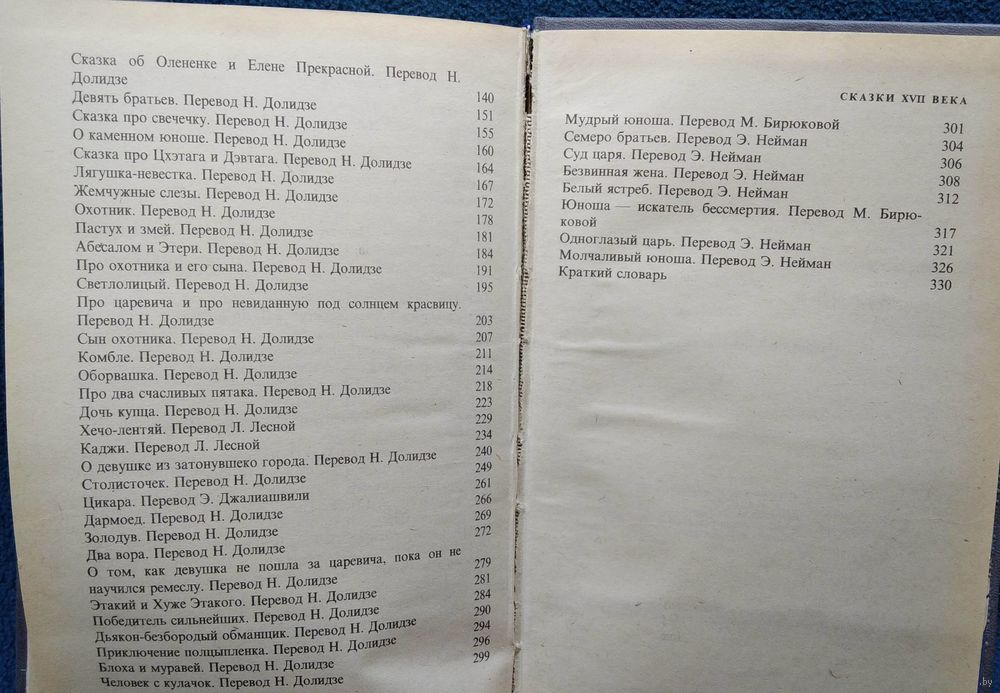 Сказка об Олененке и Елене Прекрасной. Перевод Н.
Долидзе 140
Девять братьев. Перевод Н. Долидзе 151
Сказка про свечечку. Перевод Н. Долидзе 155
О каменном юноше. Перевод Н. Долидзе 160
Сказка про Цхэтага и Дэвтага. Перевод Н. Долидзе 164
Лягушка-невестка. Перевод Н. Долидзе 167
Жемчужные слезы. Перевод Н. Долидзе 172
Охотник. Перевод Н. Долидзе 178
Пастух и змей. Перевод Н. Долидзе 181
Абесалом и Этери. Перевод Н. Долидзе 184
Про охотника и его сына. Перевод Н. Долидзе 191
Светлолицый. Перевод Н. Долидзе 195
Про царевича и про невиданную под солнцем красвицу.
Перевод Н. Долидзе 203
Сын охотника. Перевод Н. Долидзе 207
Комбле. Перевод Н. Долидзе 211
Оборвашка. Перевод Н. Долидзе 214
Про два счасливых пятака. Перевод Н. Долидзе 218
Дочь купца. Перевод Н. Долидзе 223
Хечо-лентяй. Перевод Л. Лесной 229
Каджи. Перевод Л. Лесной 234
О девушке из затонувшеко города. Перевод Н. Долидзе 240
Столисточек. Перевод Н. Долидзе 249
Цикара. Перевод Э. Джалиашвили 261
Дармоед. Перевод Н. Долидзе 266
Золодув. Перевод Н. Долидзе 269
Два вора. Перевод Н. Долидзе 272
О том, как девушка не пошла за царевича, пока он не
научился ремеслу. Перевод Н. Долидзе 279
Этакий и Хуже Этакого. Перевод Н. Долидзе 281
Победитель сильнейших. Перевод Н. Долидзе 284
Дьякон-безбородый обманщик. Перевод Н. Долидзе 290
Приключение полцыпленка. Перевод Н. Долидзе 294
Блоха и муравей. Перевод Н. Долидзе 296
Человек с кулачок. Перевод Н. Долидзе 299
СКАЗКИ XVII ВЕКА
Мудрый юноша. Перевод М. Бирюковой 301
Семеро братьев. Перевод Э. Нейман 304
Суд царя. Перевод Э. Нейман 306
Безвинная жена. Перевод Э. Нейман 308
Белый ястреб. Перевод Э. Нейман 312
Юноша — искатель бессмертия. Перевод М. Бирю-
ковой 317
Одноглазый царь. Перевод Э. Нейман 321
Молчаливый юноша. Перевод Э. Нейман 326
Краткий словарь 330